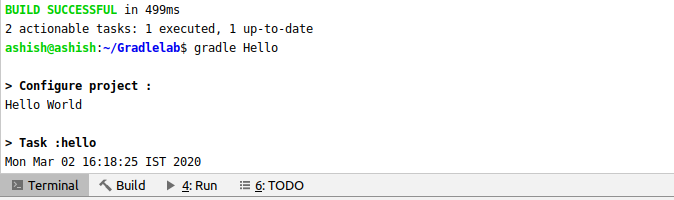 BUILD SUCCESSFUL in 499ms
2 actionable tasks: 1 executed, 1 up-to-date
ashish@ashish:~/Gradlelab$ gradle Hello
> Configure project :
Hello World
> Task :hello
Mon Mar 02 16:18:25 IST 2020
Terminal Build 4: Run 6: TODO